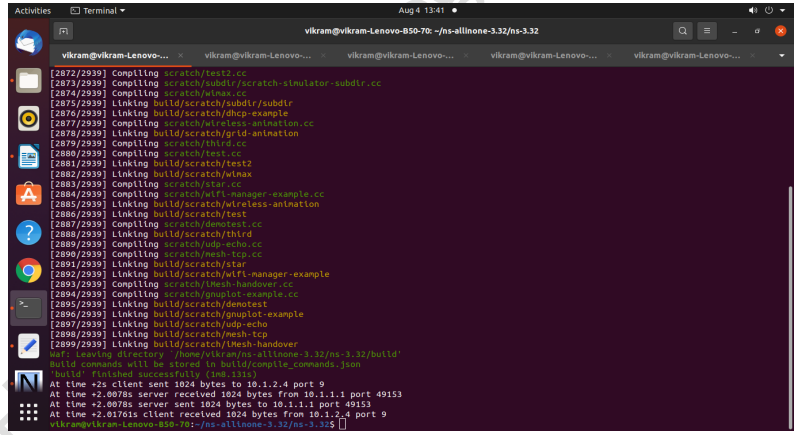 Activities
Terminal
Aug 4 13:41
vikram@vikram-Lenovo-B50-70: ~/ns-allinone-3.32/ns-3.32
vikram@vikram-Lenovo-... × vikram@vikram-Lenovo-... × vikram@vikram-Lenovo-... × vikram@vikram-Lenovo-... × vikram@vikram-Lenovo-... ×
[2872/2939] Compiling scratch/test2.cc
[2873/2939] Compiling scratch/subdir/scratch-simulator-subdir.cc
[2874/2939] Compiling scratch/wimax.cc
[2875/2939] Linking build/scratch/subdir/subdir
[2876/2939] Linking build/scratch/dhcp-example
[2877/2939] Compiling scratch/wireless-animation.cc
[2878/2939] Linking build/scratch/grid-animation
[2879/2939] Compiling scratch/third.cc
[2880/2939] Compiling scratch/test.cc
[2881/2939] Linking build/scratch/test2
[2882/2939] Linking build/scratch/wimax
[2883/2939] Compiling scratch/star.cc
[2884/2939] Compiling scratch/wifi-manager-example.cc
[2885/2939] Linking build/scratch/wireless-animation
[2886/2939] Linking build/scratch/test
[2887/2939] Compiling scratch/demotest.cc
[2888/2939] Linking build/scratch/third
[2889/2939] Compiling scratch/udp-echo.cc
[2890/2939] Compiling scratch/mesh-tcp.cc
[2891/2939] Linking build/scratch/star
[2892/2939] Linking build/scratch/wifi-manager-example
[2893/2939] Compiling scratch/iMesh-handover.cc
[2894/2939] Compiling scratch/gnuplot-example.cc
[2895/2939] Linking build/scratch/demotest
[2896/2939] Linking build/scratch/gnuplot-example
[2897/2939] Linking build/scratch/udp-echo
[2898/2939] Linking build/scratch/mesh-tcp
[2899/2939] Linking build/scratch/iMesh-handover
Waf: Leaving directory `/home/vikram/ns-allinone-3.32/ns-3.32/build'
Build commands will be stored in build/compile_commands.json
'build' finished successfully (1m8.131s)
At time +2s client sent 1024 bytes to 10.1.2.4 port 9
At time +2.0078s server received 1024 bytes from 10.1.1.1 port 49153
At time +2.0078s server sent 1024 bytes to 10.1.1.1 port 49153
At time +2.01761s client received 1024 bytes from 10.1.2.4 port 9
vikram@vikram-Lenovo-B50-70:~/ns-allinone-3.32/ns-3.32$